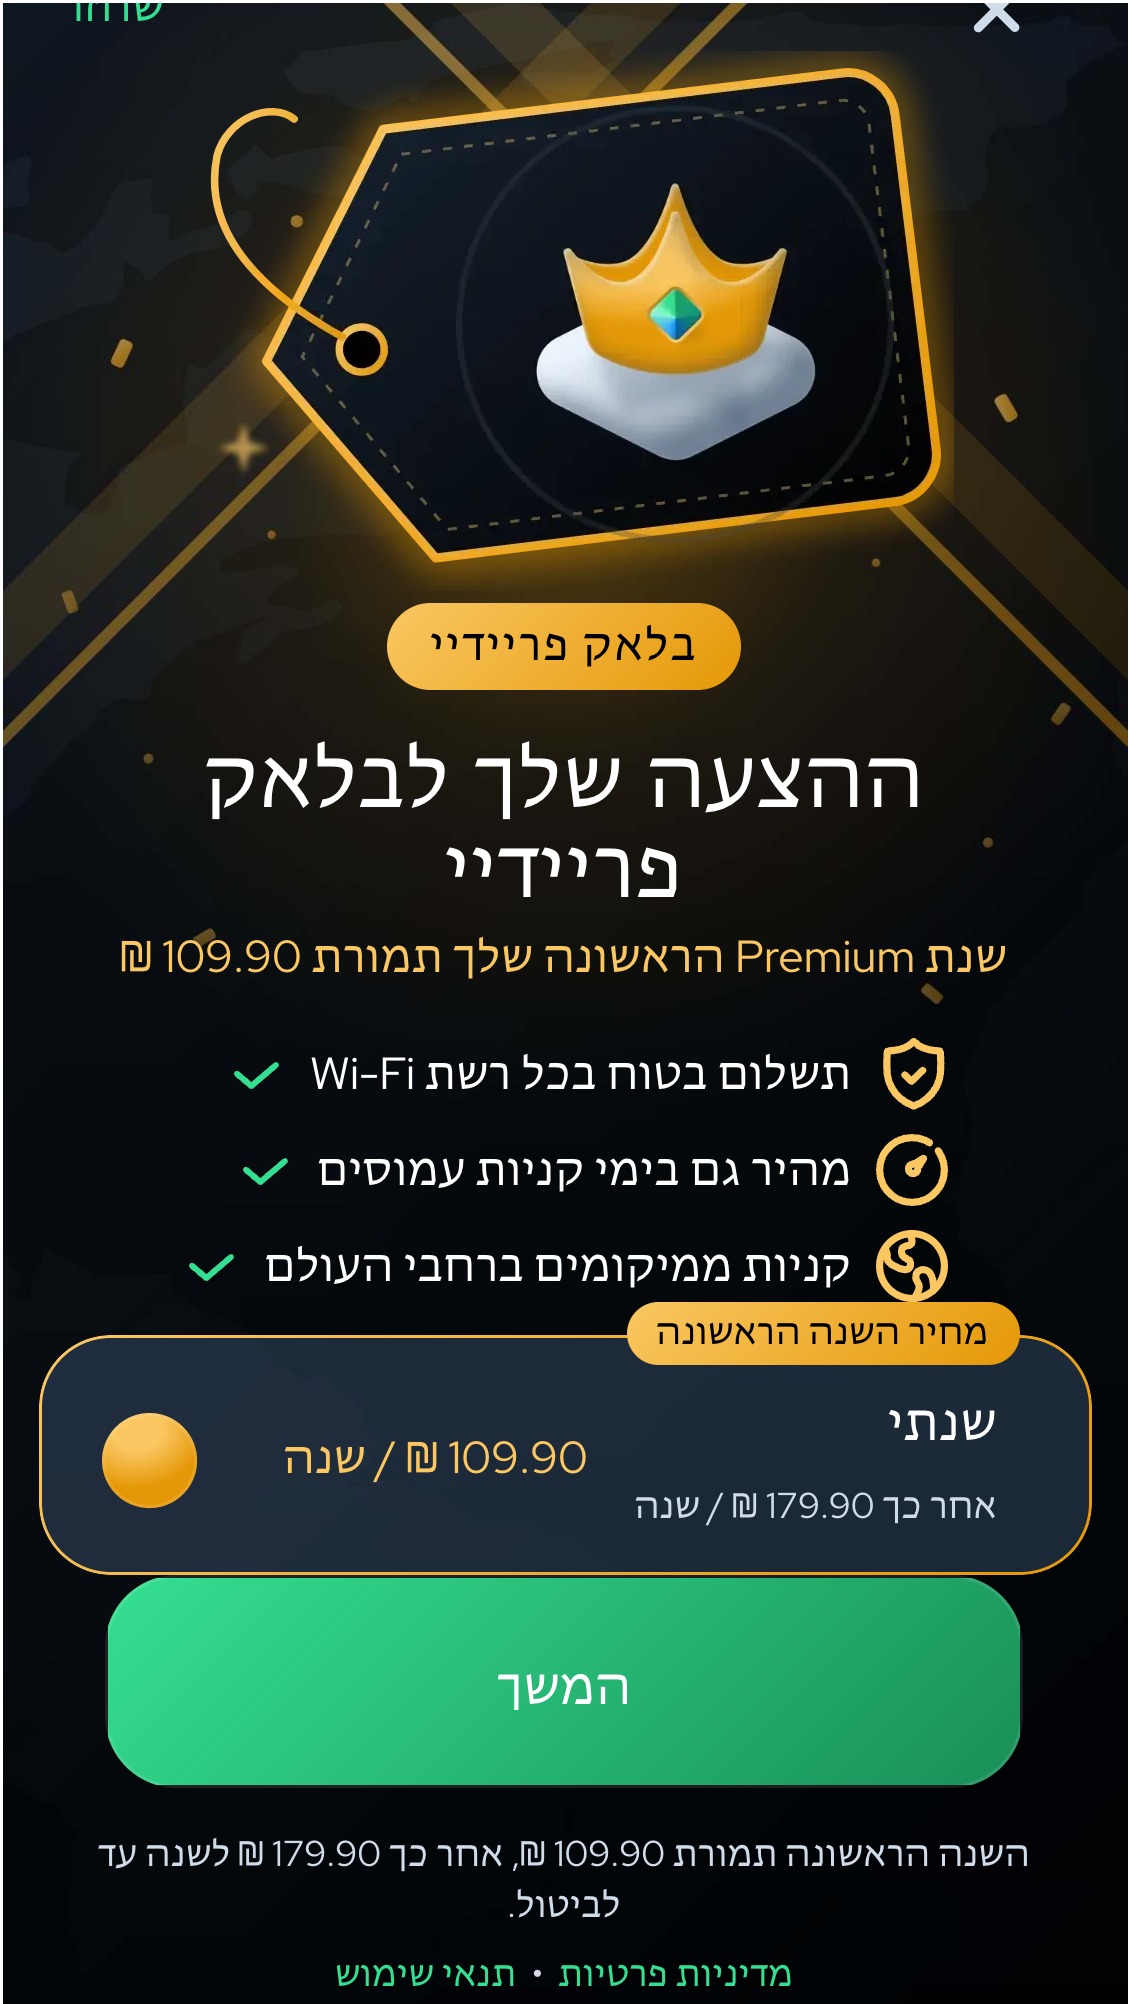 בלאק פריידיי
ההצעה שלך לבלאק
פריידיי
שנת Premium הראשונה שלך תמורת 109.90 ₪
תשלום בטוח בכל רשת Wi-Fi
מהיר גם בימי קניות עמוסים
קניות ממיקומים ברחבי העולם
מחיר השנה הראשונה
שנתי
109.90 ₪ / שנה
אחר כך 179.90 ₪ / שנה
המשך
השנה הראשונה תמורת 109.90 ₪, אחר כך 179.90 ₪ לשנה עד
לביטול.
מדיניות פרטיות • תנאי שימוש